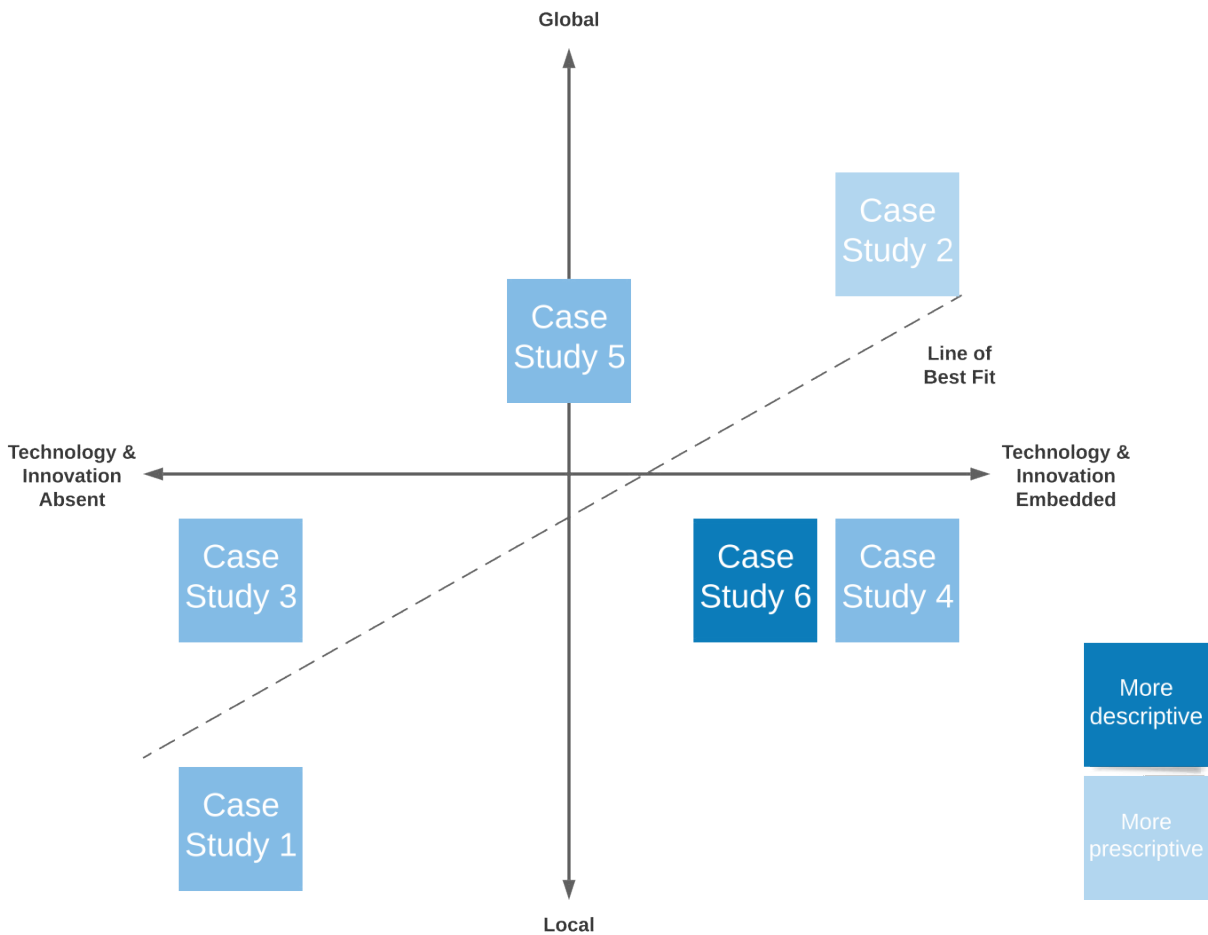 Global
Case
Study 2
Case
Study 5
Line of
Best Fit
Technology &
Innovation
Absent
Technology &
Innovation
Embedded
Case
Study 3
Case
Study 6
Case
Study 4
More
descriptive
Case
Study 1
More
prescriptive
Local